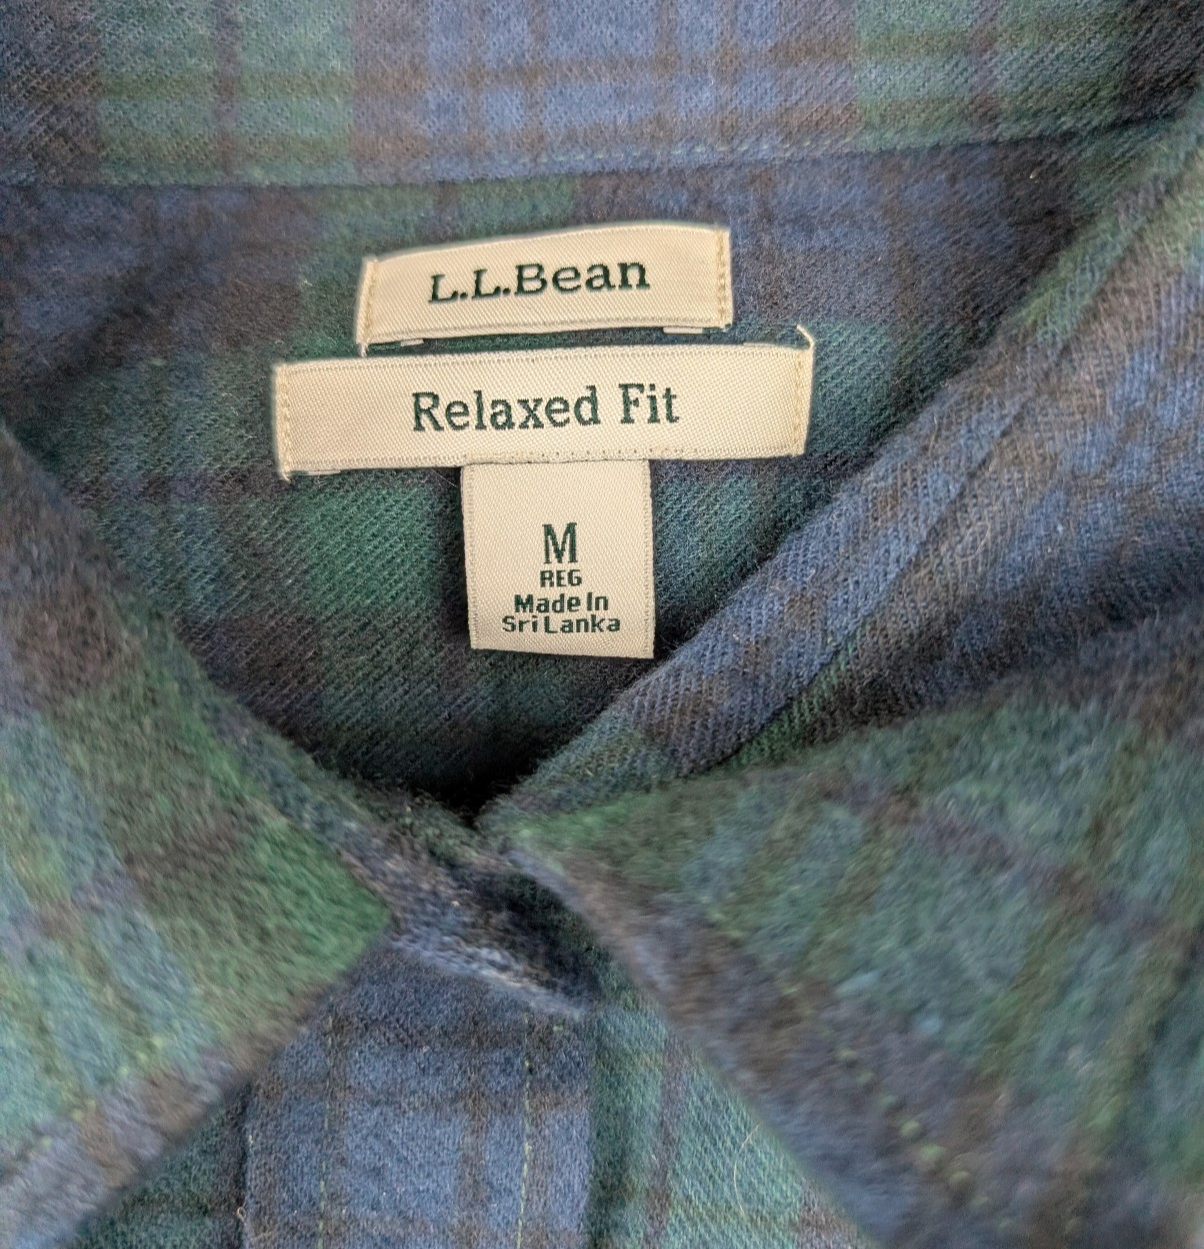 L.L.Bean
Relaxed Fit
M
REG
Made In
Sri Lanka